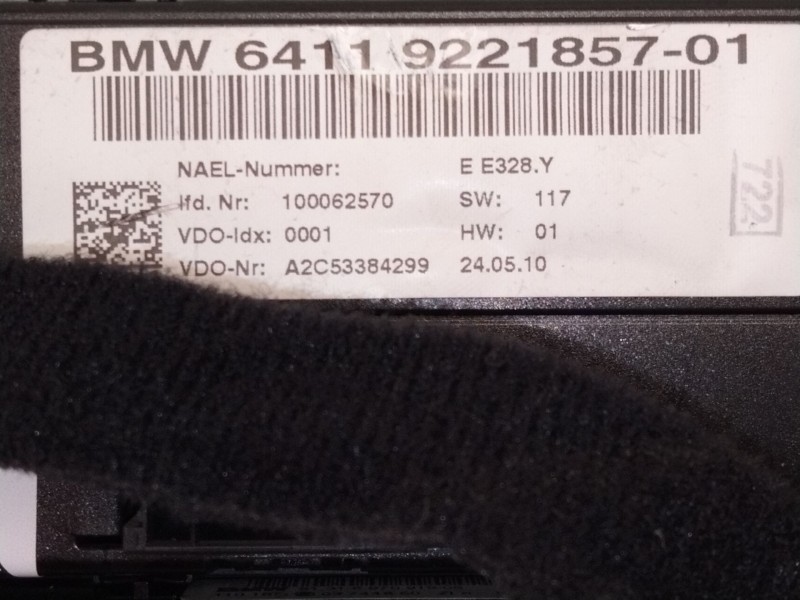 BMW 6411 9221857-01
NAEL-Nummer: E E328.Y
lfd. Nr: 100062570 SW: 117
VDO-Idx: 0001 HW: 01
VDO-Nr: A2C53384299 24.05.10
722